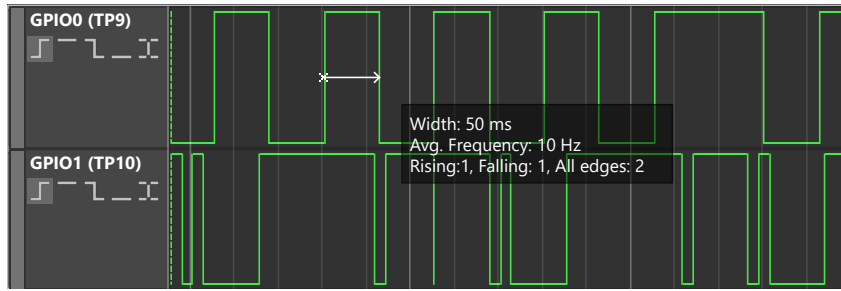 GPIO0 (TP9)
Width: 50 ms
Avg. Frequency: 10 Hz
Rising:1, Falling: 1, All edges: 2
GPIO1 (TP10)